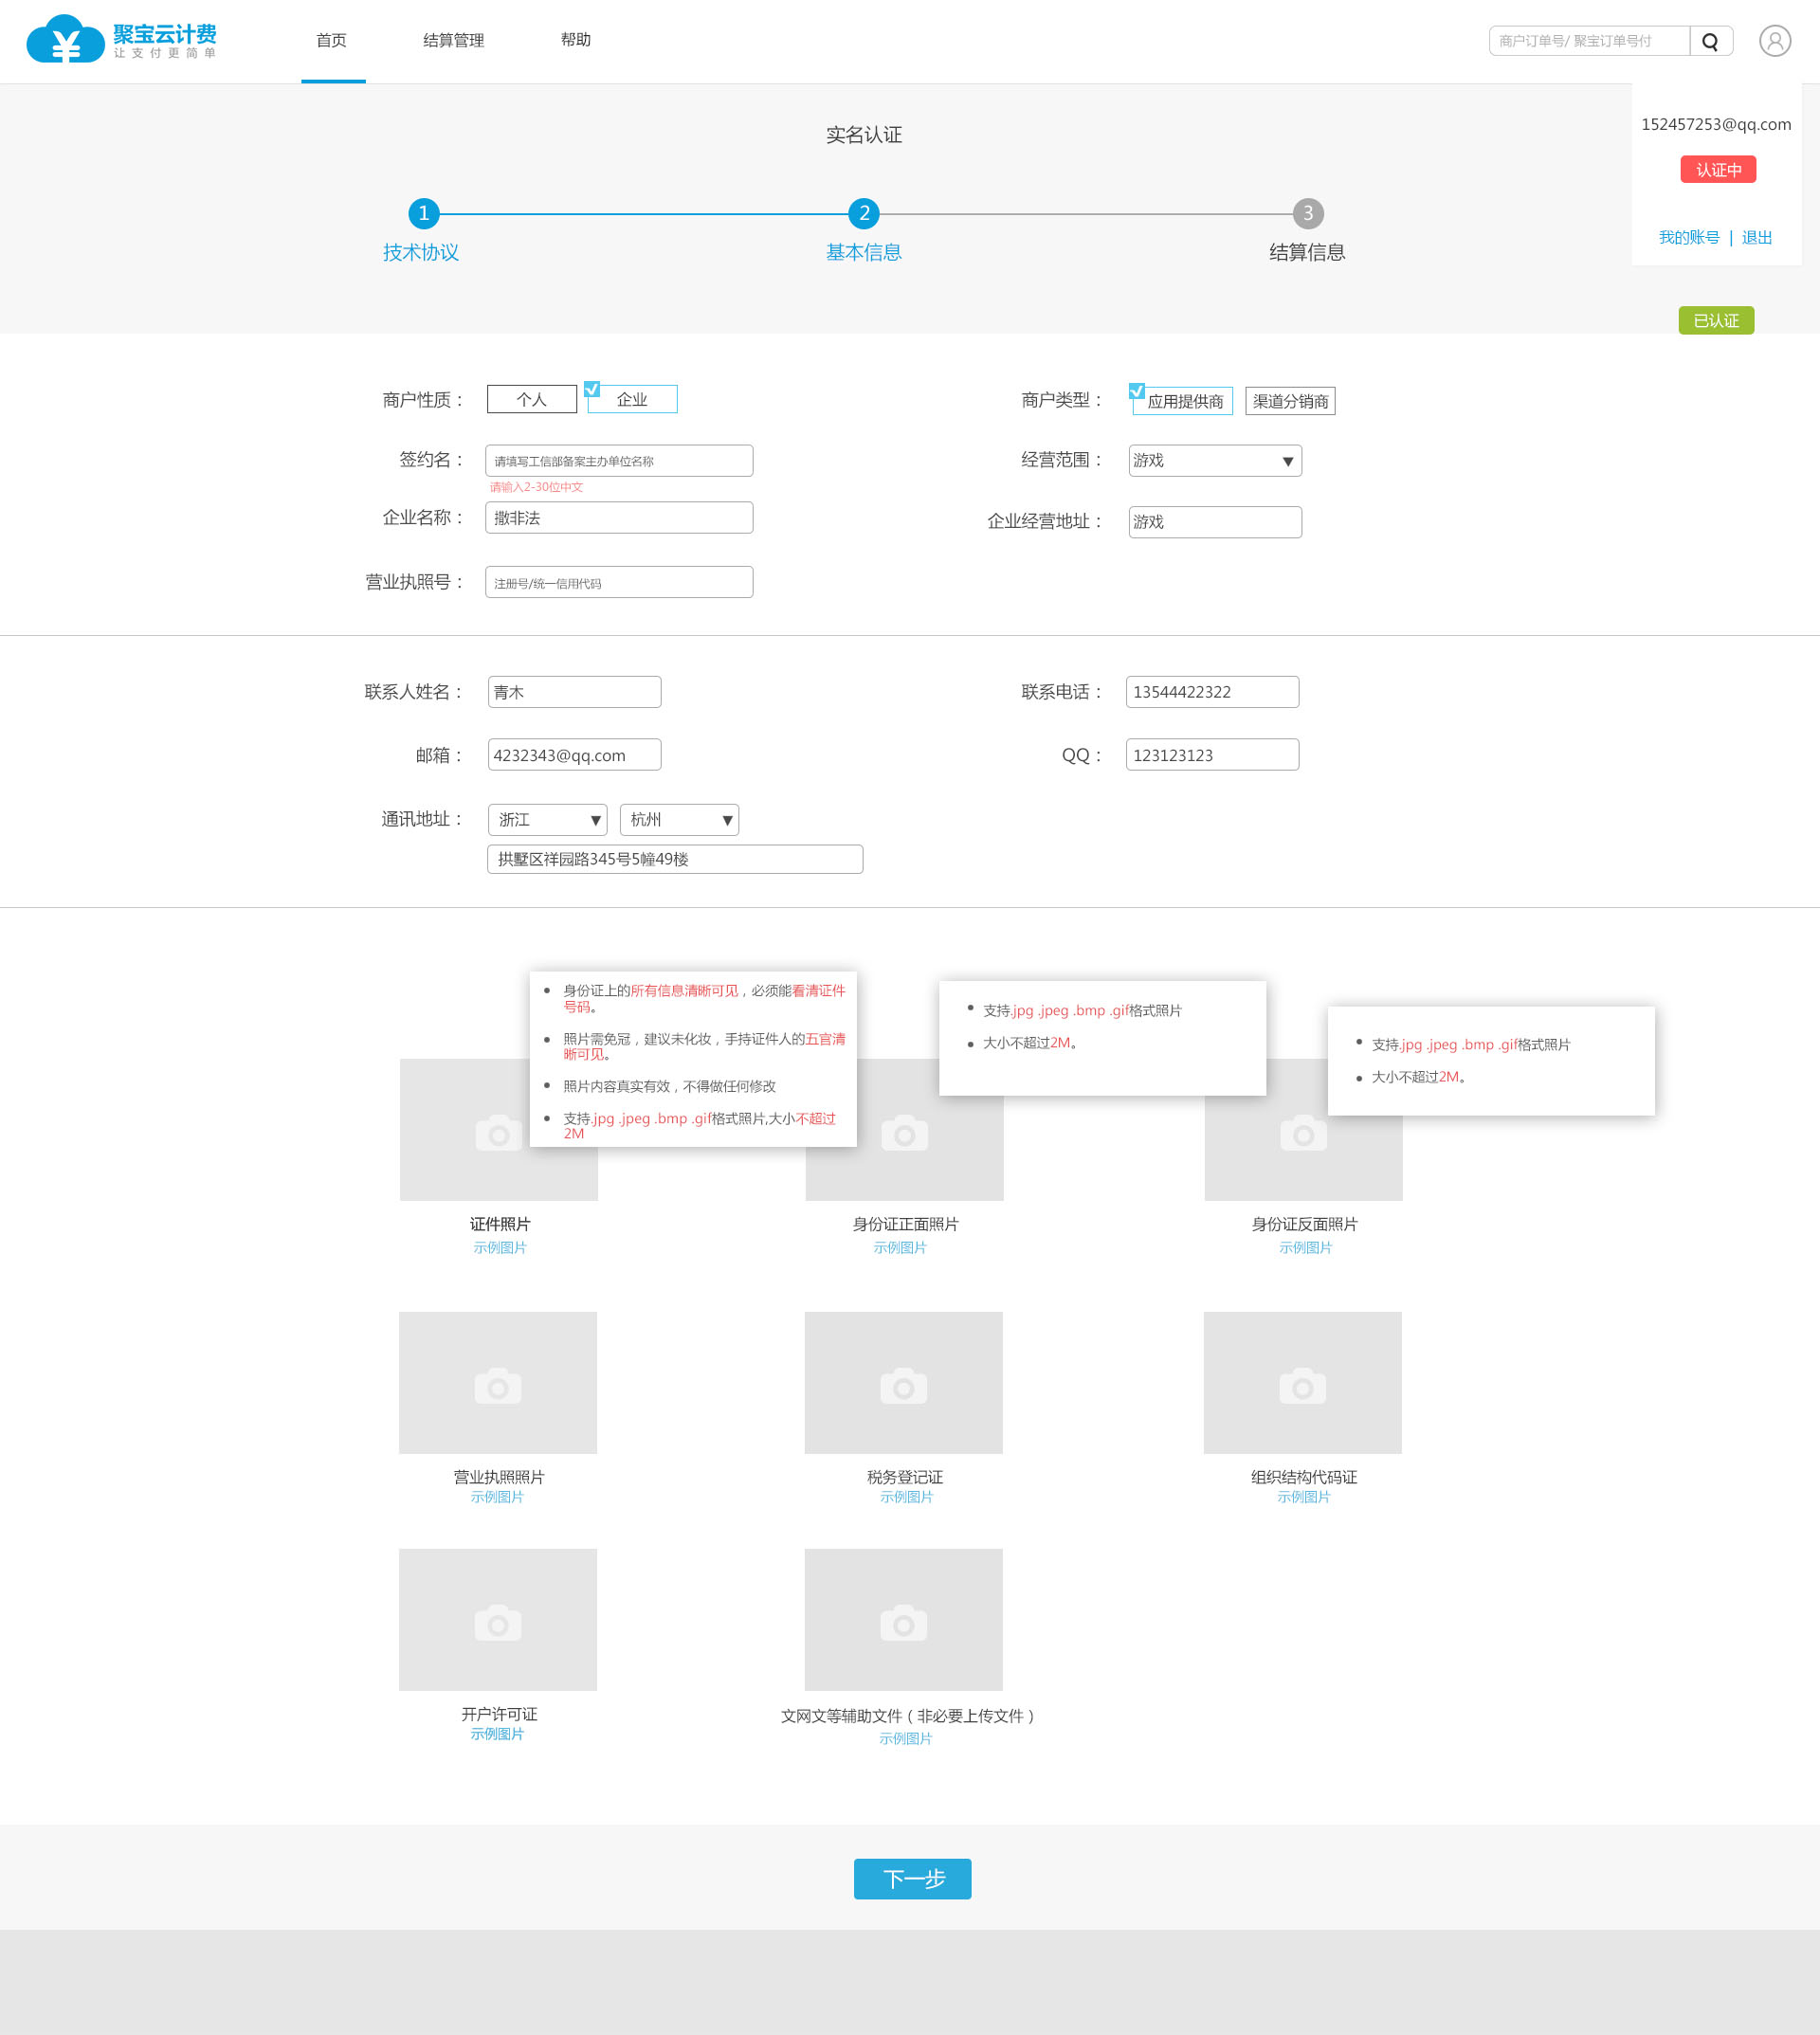 聚宝云计费
让支付更简单
首页
结算管理
帮助
商户订单号/ 聚宝订单号付
152457253@qq.com
认证中
我的账号 | 退出
已认证
实名认证
1
2
3
技术协议
基本信息
结算信息
商户性质：
个人
企业
商户类型：
应用提供商
渠道分销商
签约名：
请填写工信部备案主办单位名称
请输入2-30位中文
经营范围：
游戏
企业名称：
撒非法
企业经营地址：
游戏
营业执照号：
注册号/统一信用代码
联系人姓名：
青木
联系电话：
13544422322
邮箱：
4232343@qq.com
QQ：
123123123
通讯地址：
浙江
杭州
拱墅区祥园路345号5幢49楼
身份证上的所有信息清晰可见，必须能看清证件
号码。
照片需免冠，建议未化妆，手持证件人的五官清
晰可见。
照片内容真实有效，不得做任何修改
支持.jpg .jpeg .bmp .gif格式照片,大小不超过
2M
支持.jpg .jpeg .bmp .gif格式照片
大小不超过2M。
支持.jpg .jpeg .bmp .gif格式照片
大小不超过2M。
证件照片
示例图片
身份证正面照片
示例图片
身份证反面照片
示例图片
营业执照照片
示例图片
税务登记证
示例图片
组织结构代码证
示例图片
开户许可证
示例图片
文网文等辅助文件（非必要上传文件）
示例图片
下一步